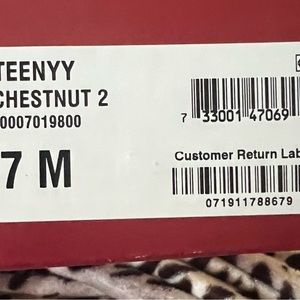 TEENYY
CHESTNUT 2
0007019800
7 M
7 33001 47069
Customer Return Lab
071911788679